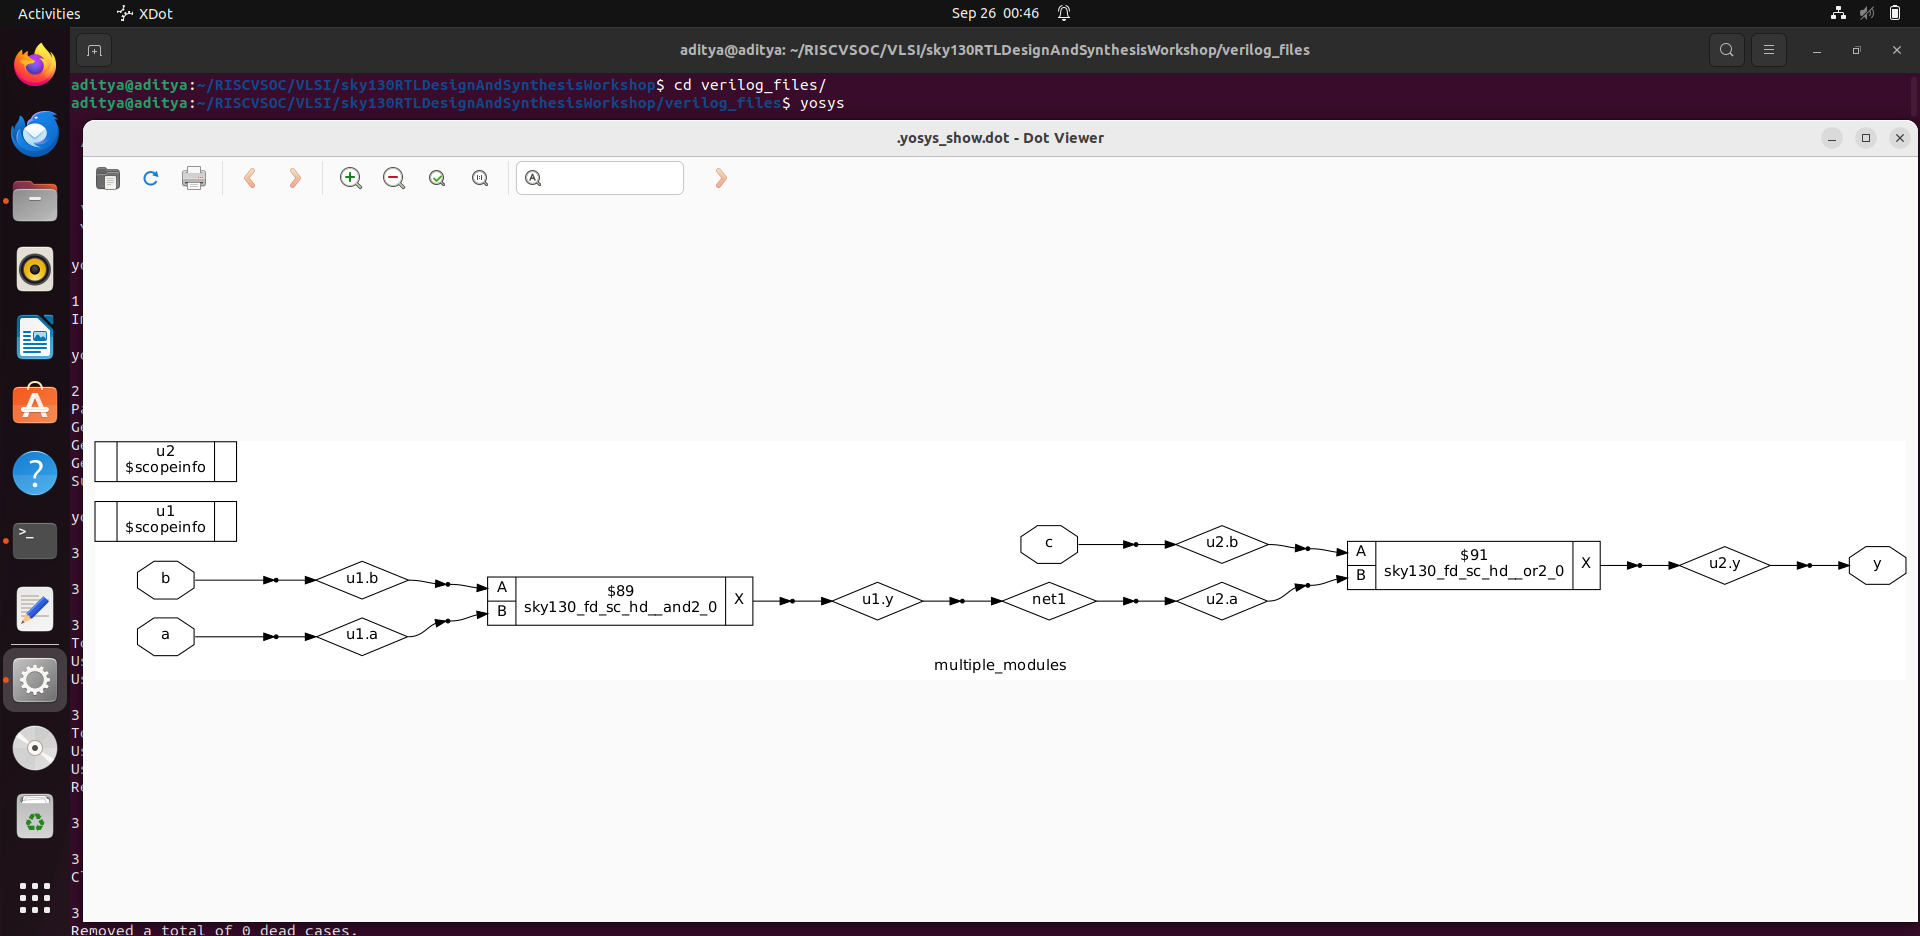 Activities XDot Sep 26 00:46
aditya@aditya: ~/RISCVSOC/VLSI/sky130RTLDesignAndSynthesisWorkshop/verilog_files
aditya@aditya:~/RISCVSOC/VLSI/sky130RTLDesignAndSynthesisWorkshop$ cd verilog_files/
aditya@aditya:~/RISCVSOC/VLSI/sky130RTLDesignAndSynthesisWorkshop/verilog_files$ yosys
.yosys_show.dot - Dot Viewer
u2
$scopeinfo
u1
$scopeinfo
b
u1.b
a
u1.a
A
B
$89
sky130_fd_sc_hd__and2_0
X
u1.y
net1
c
u2.b
u2.a
A
B
$91
sky130_fd_sc_hd__or2_0
X
u2.y
y
multiple_modules
Removed a total of 0 dead cases.